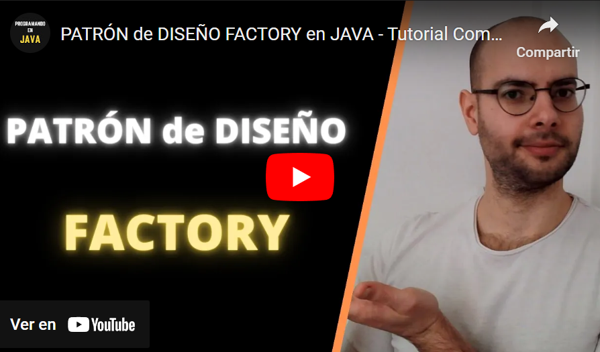 PROGRAMANDO
EN
JAVA
PATRÓN de DISEÑO FACTORY en JAVA - Tutorial Com...
Compartir
PATRÓN de DISEÑO
FACTORY
Ver en YouTube